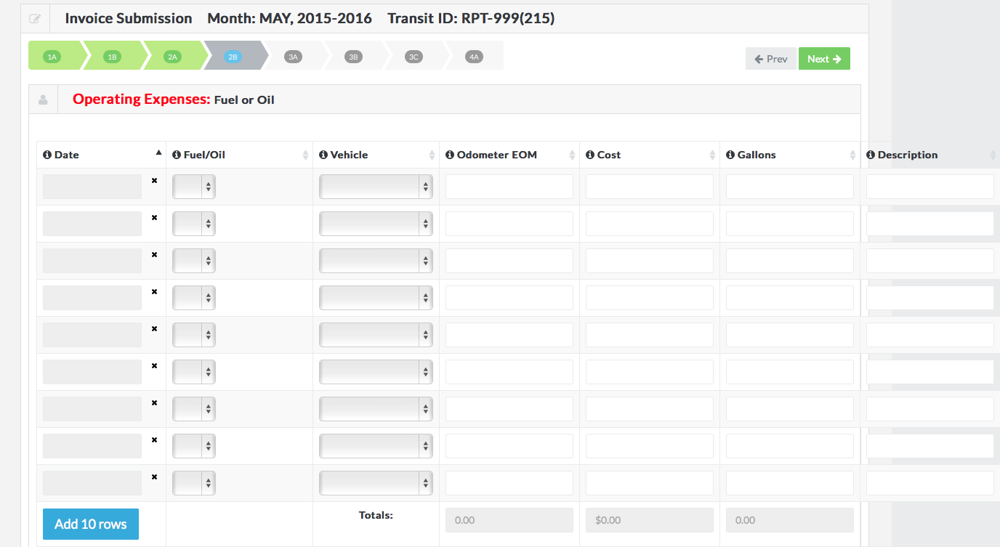 Invoice Submission Month: MAY, 2015-2016 Transit ID: RPT-999(215)
1A 1B 2A 2B 3A 3B 3C 4A Prev Next
Operating Expenses: Fuel or Oil
Date Fuel/Oil Vehicle Odometer EOM Cost Gallons Description
Add 10 rows Totals: 0.00 $0.00 0.00